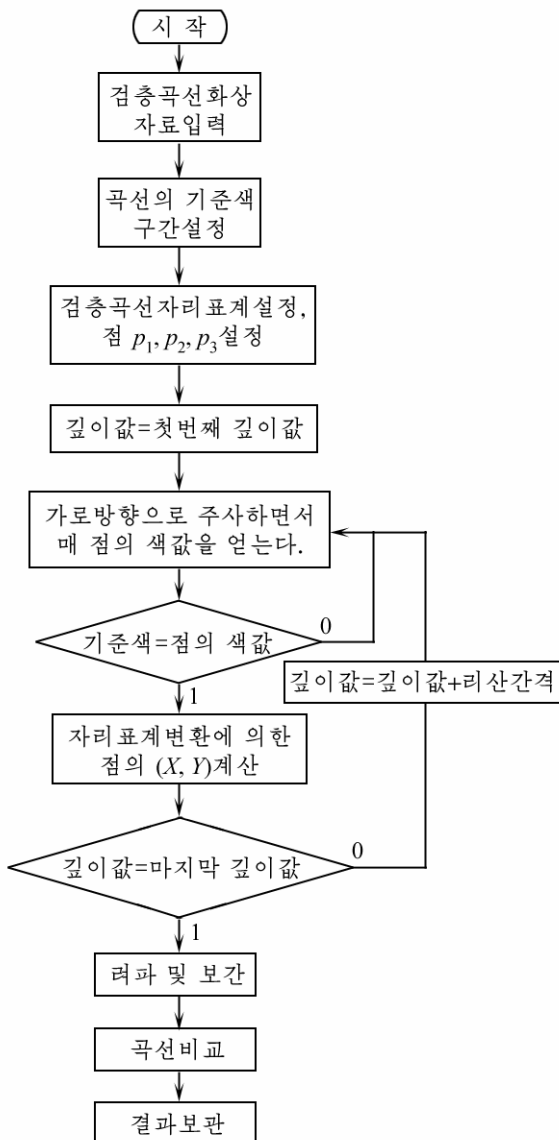 시 작
검층곡선화상
자료입력
곡선의 기준색
구간설정
검층곡선자리표계설정,
점 p₁, p₂, p₃설정
깊이값=첫번째 깊이값
가로방향으로 주사하면서
매 점의 색값을 얻는다.
기준색=점의 색값
0
1
깊이값=깊이값+리산간격
자리표계변환에 의한
점의 (X, Y)계산
깊이값=마지막 깊이값
0
1
려파 및 보간
곡선비교
결과보관